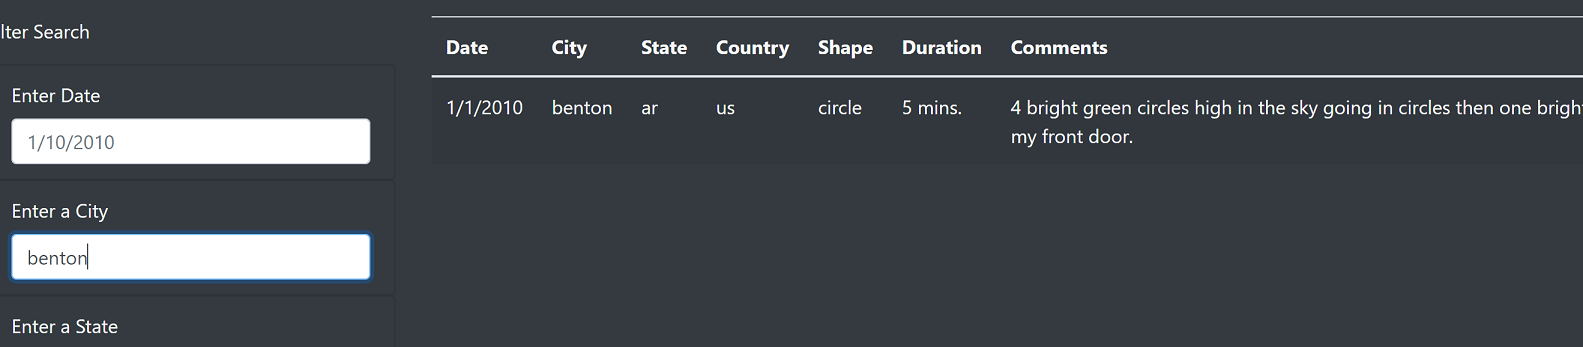 lter Search
Enter Date
1/10/2010
Enter a City
benton
Enter a State
Date City State Country Shape Duration Comments
1/1/2010 benton ar us circle 5 mins. 4 bright green circles high in the sky going in circles then one bright
my front door.